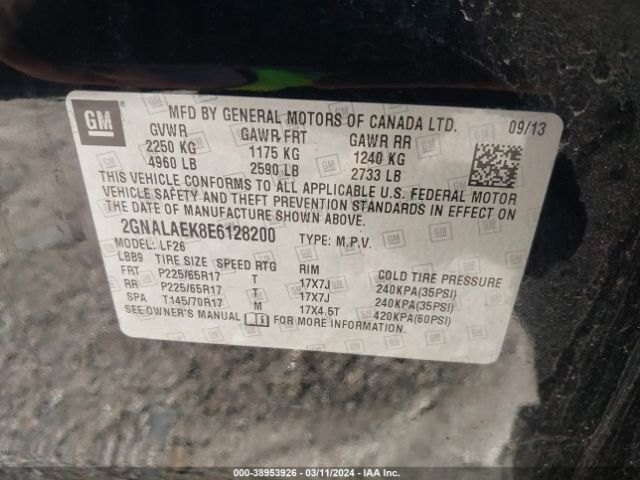 GM
MFD BY GENERAL MOTORS OF CANADA LTD. 09/13
GVWR GAWR FRT GAWR RR
2250 KG 1175 KG 1240 KG
4960 LB 2590 LB 2733 LB
THIS VEHICLE CONFORMS TO ALL APPLICABLE U.S. FEDERAL MOTOR
VEHICLE SAFETY AND THEFT PREVENTION STANDARDS IN EFFECT ON
THE DATE OF MANUFACTURE SHOWN ABOVE.
2GNALAEK8E6128200 TYPE: M.P.V.
MODEL: LF26
LBB9 TIRE SIZE SPEED RTG RIM COLD TIRE PRESSURE
FRT P225/65R17 T 17X7J 240KPA(35PSI)
RR P225/65R17 T 17X7J 240KPA(35PSI)
SPA T145/70R17 M 17X4.5T 420KPA(60PSI)
SEE OWNER'S MANUAL FOR MORE INFORMATION.
000-38953926 - 03/11/2024 - IAA Inc.